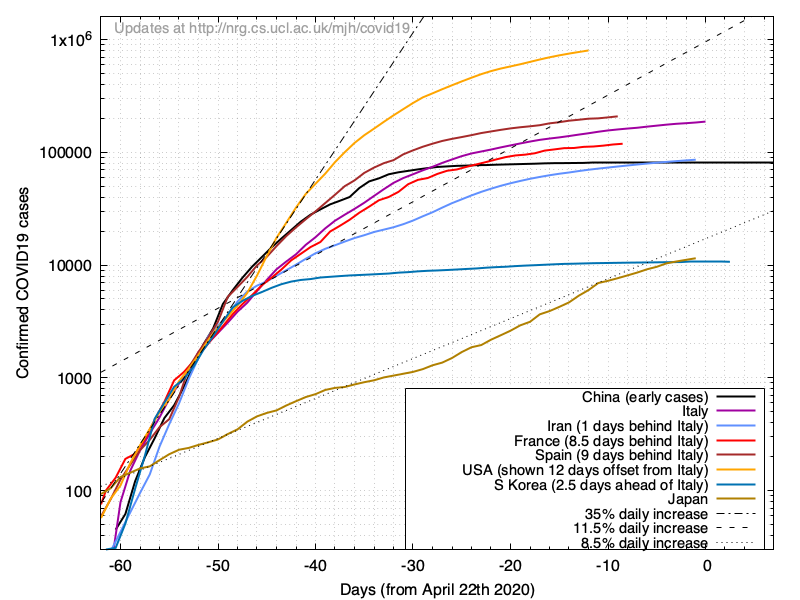 Updates at http://nrg.cs.ucl.ac.uk/mjh/covid19
1x10⁶
100000
10000
1000
100
Confirmed COVID19 cases
China (early cases)
Italy
Iran (1 days behind Italy)
France (8.5 days behind Italy)
Spain (9 days behind Italy)
USA (shown 12 days offset from Italy)
S Korea (2.5 days ahead of Italy)
Japan
35% daily increase
11.5% daily increase
8.5% daily increase
-60 -50 -40 -30 -20 -10 0
Days (from April 22th 2020)